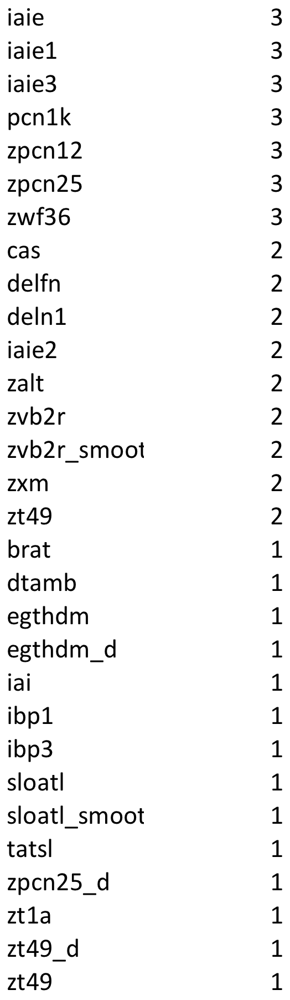 iaie 3
iaie1 3
iaie3 3
pcn1k 3
zpcn12 3
zpcn25 3
zwf36 3
cas 2
delfn 2
deln1 2
iaie2 2
zalt 2
zvb2r 2
zvb2r_smoot 2
zxm 2
zt49 2
brat 1
dtamb 1
egthdm 1
egthdm_d 1
iai 1
ibp1 1
ibp3 1
sloatl 1
sloatl_smoot 1
tatsl 1
zpcn25_d 1
zt1a 1
zt49_d 1
zt49 1